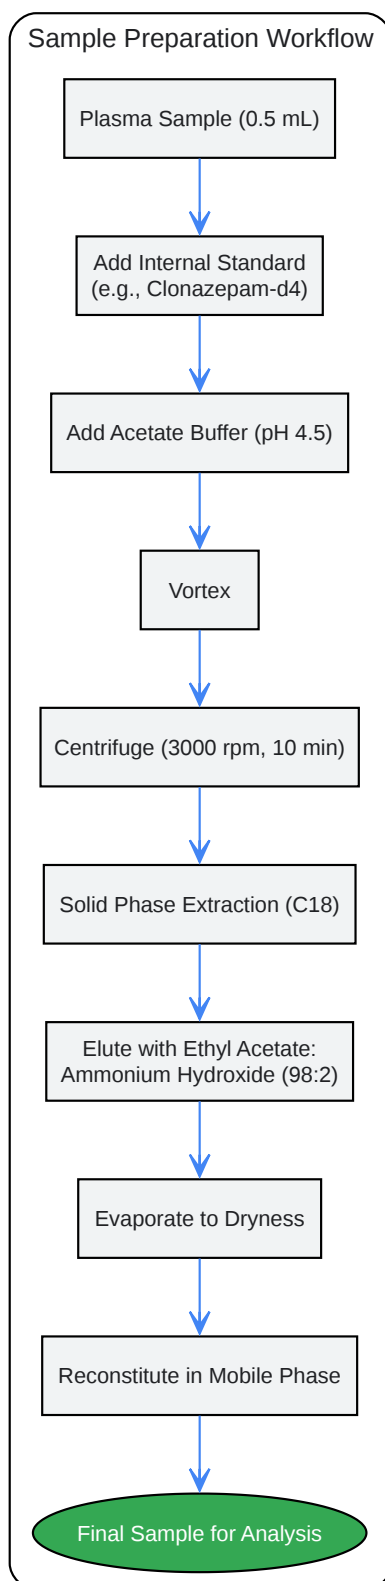 Sample Preparation Workflow
Plasma Sample (0.5 mL)
Add Internal Standard
(e.g., Clonazepam-d4)
Add Acetate Buffer (pH 4.5)
Vortex
Centrifuge (3000 rpm, 10 min)
Solid Phase Extraction (C18)
Elute with Ethyl Acetate:
Ammonium Hydroxide (98:2)
Evaporate to Dryness
Reconstitute in Mobile Phase
Final Sample for Analysis